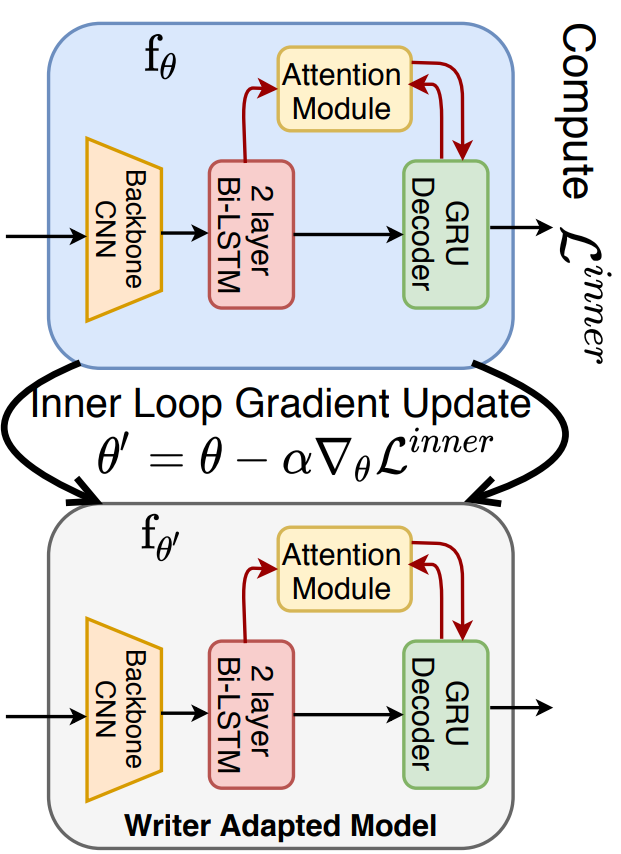 f_θ
Attention
Module
Backbone
CNN
2 layer
Bi-LSTM
GRU
Decoder
Compute ℒ^{inner}
Inner Loop Gradient Update
θ′ = θ − α∇_θℒ^{inner}
f_{θ′}
Attention
Module
Backbone
CNN
2 layer
Bi-LSTM
GRU
Decoder
Writer Adapted Model